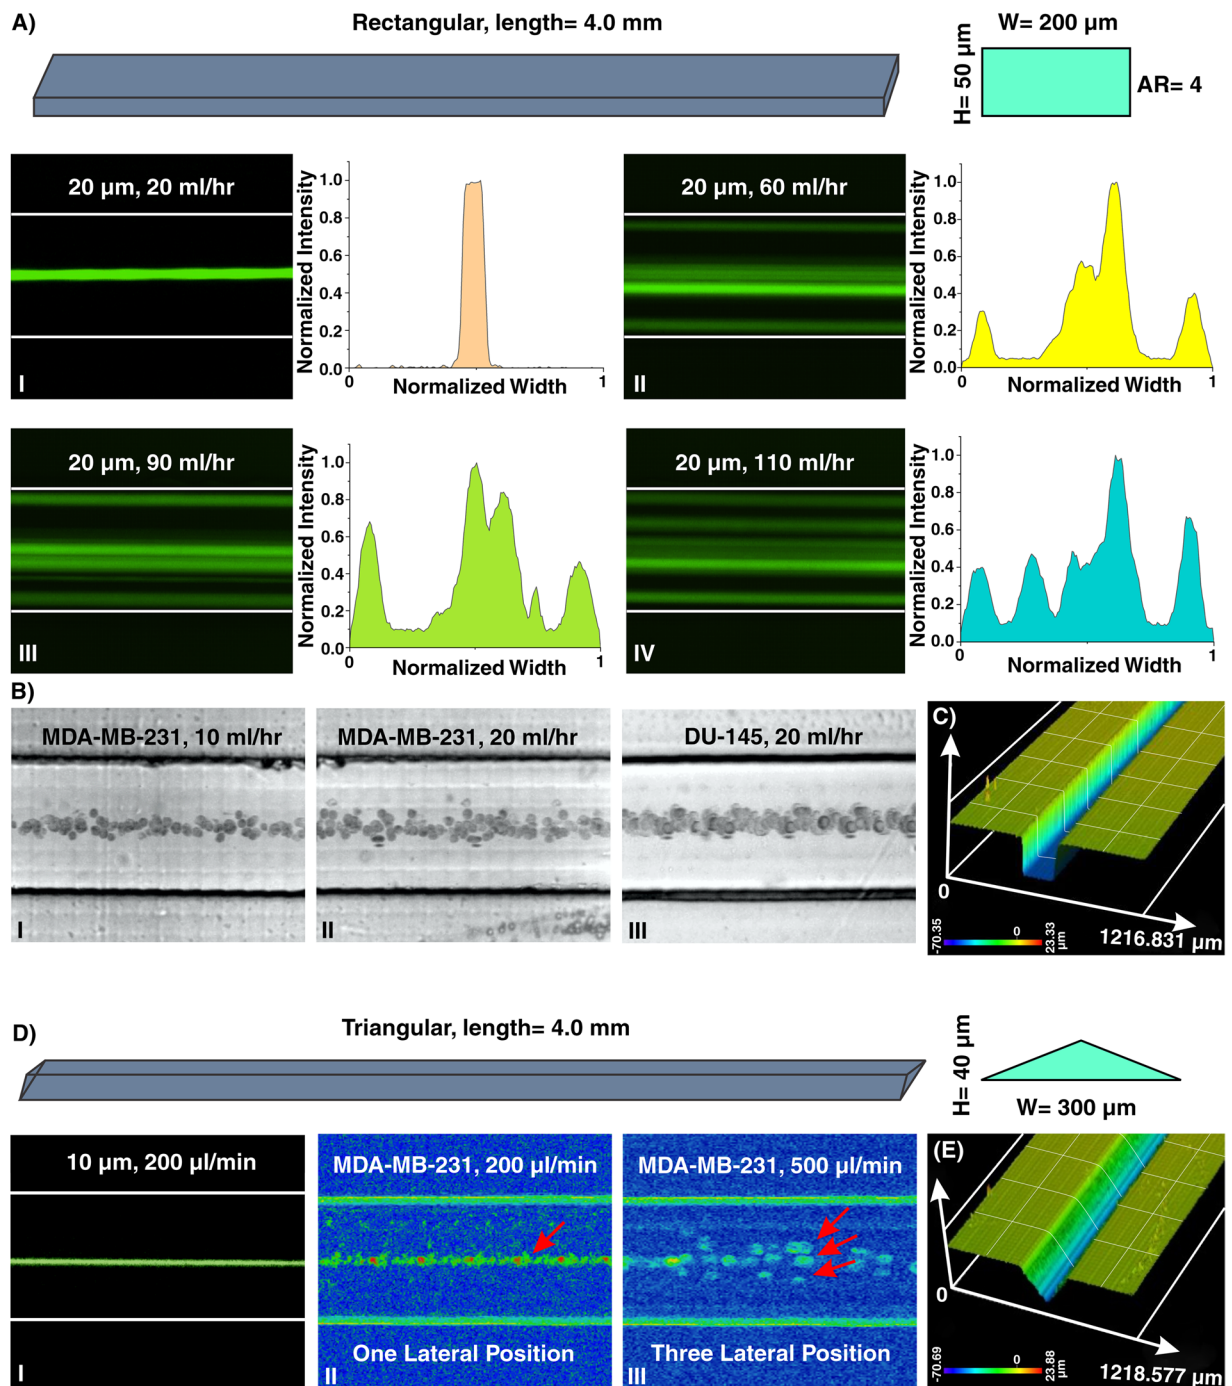 A)
Rectangular, length= 4.0 mm
W= 200 µm
H= 50 µm
AR= 4
20 µm, 20 ml/hr
I
Normalized Intensity
1.0
0.8
0.6
0.4
0.2
0.0
0
1
Normalized Width
20 µm, 60 ml/hr
II
Normalized Intensity
1.0
0.8
0.6
0.4
0.2
0.0
0
1
Normalized Width
20 µm, 90 ml/hr
III
Normalized Intensity
1.0
0.8
0.6
0.4
0.2
0.0
0
1
Normalized Width
20 µm, 110 ml/hr
IV
Normalized Intensity
1.0
0.8
0.6
0.4
0.2
0.0
0
1
Normalized Width
B)
MDA-MB-231, 10 ml/hr
I
MDA-MB-231, 20 ml/hr
II
DU-145, 20 ml/hr
III
C)
0
-70.35
0
23.33
µm
1216.831 µm
D)
Triangular, length= 4.0 mm
H= 40 µm
W= 300 µm
10 µm, 200 µl/min
I
MDA-MB-231, 200 µl/min
One Lateral Position
II
MDA-MB-231, 500 µl/min
Three Lateral Position
III
(E)
0
-70.69
0
23.88
µm
1218.577 µm